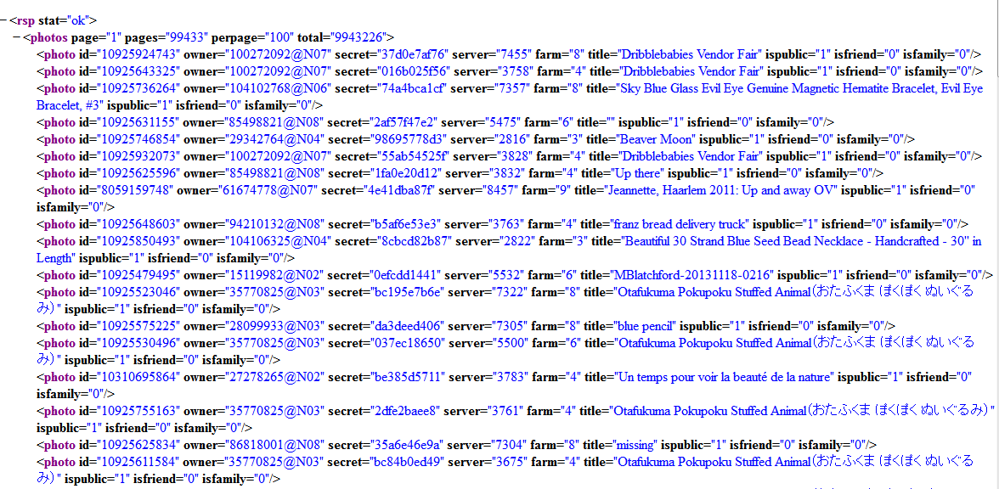 − <rsp stat="ok">
− <photos page="1" pages="99433" perpage="100" total="9943226">
<photo id="10925924743" owner="100272092@N07" secret="37d0e7af76" server="7455" farm="8" title="Dribblebabies Vendor Fair" ispublic="1" isfriend="0" isfamily="0"/>
<photo id="10925643325" owner="100272092@N07" secret="016b025f56" server="3758" farm="4" title="Dribblebabies Vendor Fair" ispublic="1" isfriend="0" isfamily="0"/>
<photo id="10925736264" owner="104102768@N06" secret="74a4bca1cf" server="7357" farm="8" title="Sky Blue Glass Evil Eye Genuine Magnetic Hematite Bracelet, Evil Eye
Bracelet, #3" ispublic="1" isfriend="0" isfamily="0"/>
<photo id="10925631155" owner="85498821@N08" secret="2af57f47e2" server="5475" farm="6" title="" ispublic="1" isfriend="0" isfamily="0"/>
<photo id="10925746854" owner="29342764@N04" secret="98695778d3" server="2816" farm="3" title="Beaver Moon" ispublic="1" isfriend="0" isfamily="0"/>
<photo id="10925932073" owner="100272092@N07" secret="55ab54525f" server="3828" farm="4" title="Dribblebabies Vendor Fair" ispublic="1" isfriend="0" isfamily="0"/>
<photo id="10925625596" owner="85498821@N08" secret="1fa0e20d12" server="3832" farm="4" title="Up there" ispublic="1" isfriend="0" isfamily="0"/>
<photo id="8059159748" owner="61674778@N07" secret="4e41dba87f" server="8457" farm="9" title="Jeannette, Haarlem 2011: Up and away OV" ispublic="1" isfriend="0"
isfamily="0"/>
<photo id="10925648603" owner="94210132@N08" secret="b5af6e53e3" server="3763" farm="4" title="franz bread delivery truck" ispublic="1" isfriend="0" isfamily="0"/>
<photo id="10925850493" owner="104106325@N04" secret="8cbcd82b87" server="2822" farm="3" title="Beautiful 30 Strand Blue Seed Bead Necklace - Handcrafted - 30" in
Length" ispublic="1" isfriend="0" isfamily="0"/>
<photo id="10925479495" owner="15119982@N02" secret="0efcdd1441" server="5532" farm="6" title="MBlatchford-20131118-0216" ispublic="1" isfriend="0" isfamily="0"/>
<photo id="10925523046" owner="35770825@N03" secret="bc195e7b6e" server="7322" farm="8" title="Otafukuma Pokupoku Stuffed Animal(おたふくま ぽくぽく ぬいぐる
み)" ispublic="1" isfriend="0" isfamily="0"/>
<photo id="10925575225" owner="28099933@N03" secret="da3deed406" server="7305" farm="8" title="blue pencil" ispublic="1" isfriend="0" isfamily="0"/>
<photo id="10925530496" owner="35770825@N03" secret="037ec18650" server="5500" farm="6" title="Otafukuma Pokupoku Stuffed Animal(おたふくま ぽくぽく ぬいぐる
み)" ispublic="1" isfriend="0" isfamily="0"/>
<photo id="10310695864" owner="27278265@N02" secret="be385d5711" server="3783" farm="4" title="Un temps pour voir la beauté de la nature" ispublic="1" isfriend="0"
isfamily="0"/>
<photo id="10925755163" owner="35770825@N03" secret="2dfe2baee8" server="3761" farm="4" title="Otafukuma Pokupoku Stuffed Animal(おたふくま ぽくぽく ぬいぐるみ)"
ispublic="1" isfriend="0" isfamily="0"/>
<photo id="10925625834" owner="86818001@N08" secret="35a6e46e9a" server="7304" farm="8" title="missing" ispublic="1" isfriend="0" isfamily="0"/>
<photo id="10925611584" owner="35770825@N03" secret="bc84b0ed49" server="3675" farm="4" title="Otafukuma Pokupoku Stuffed Animal(おたふくま ぽくぽく ぬいぐる
み)" ispublic="1" isfriend="0" isfamily="0"/>